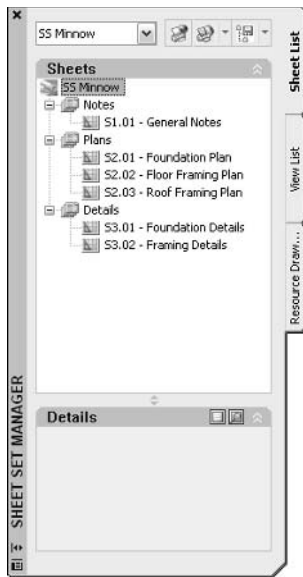 SS Minnow
Sheets
SS Minnow
Notes
S1.01 - General Notes
Plans
S2.01 - Foundation Plan
S2.02 - Floor Framing Plan
S2.03 - Roof Framing Plan
Details
S3.01 - Foundation Details
S3.02 - Framing Details
Details
SHEET SET MANAGER
Sheet List
View List
Resource Draw...